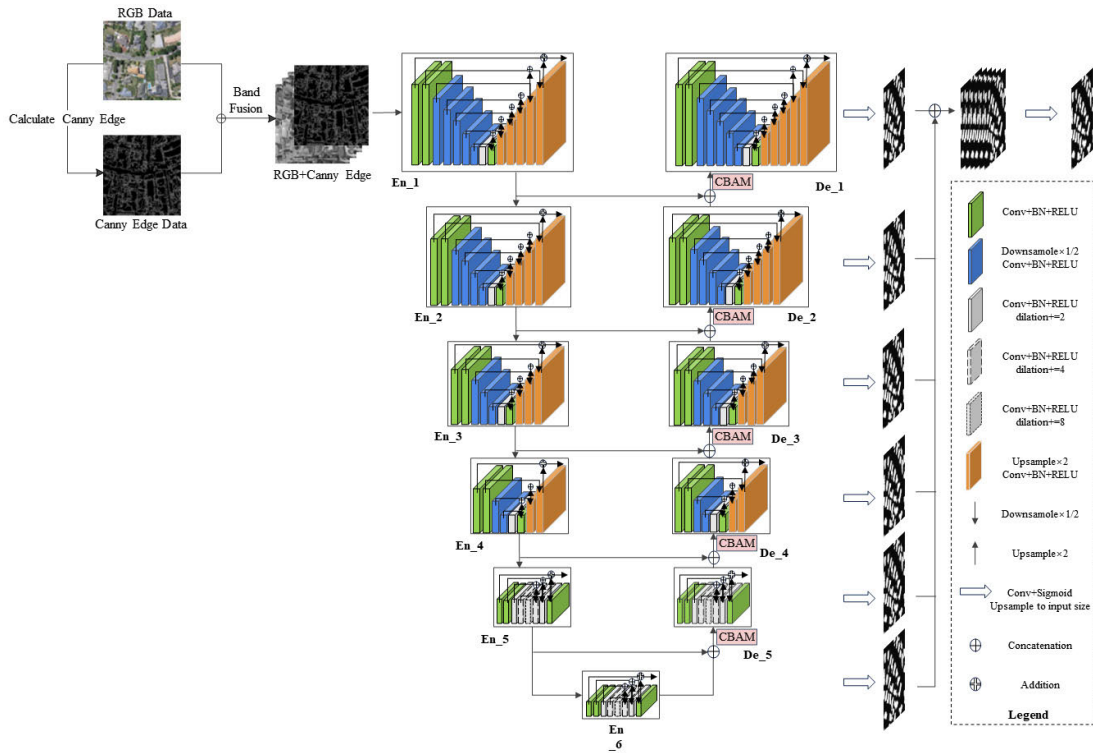 RGB Data
Calculate Canny Edge
Canny Edge Data
Band
Fusion
RGB+Canny Edge
En_1
De_1
CBAM
En_2
De_2
CBAM
En_3
De_3
CBAM
En_4
De_4
CBAM
En_5
De_5
CBAM
En
_6
Conv+BN+RELU
Downsamole×1/2
Conv+BN+RELU
Conv+BN+RELU
dilation+=2
Conv+BN+RELU
dilation+=4
Conv+BN+RELU
dilation+=8
Upsample×2
Conv+BN+RELU
Downsamole×1/2
Upsample×2
Conv+Sigmoid
Upsample to input size
Concatenation
Addition
Legend